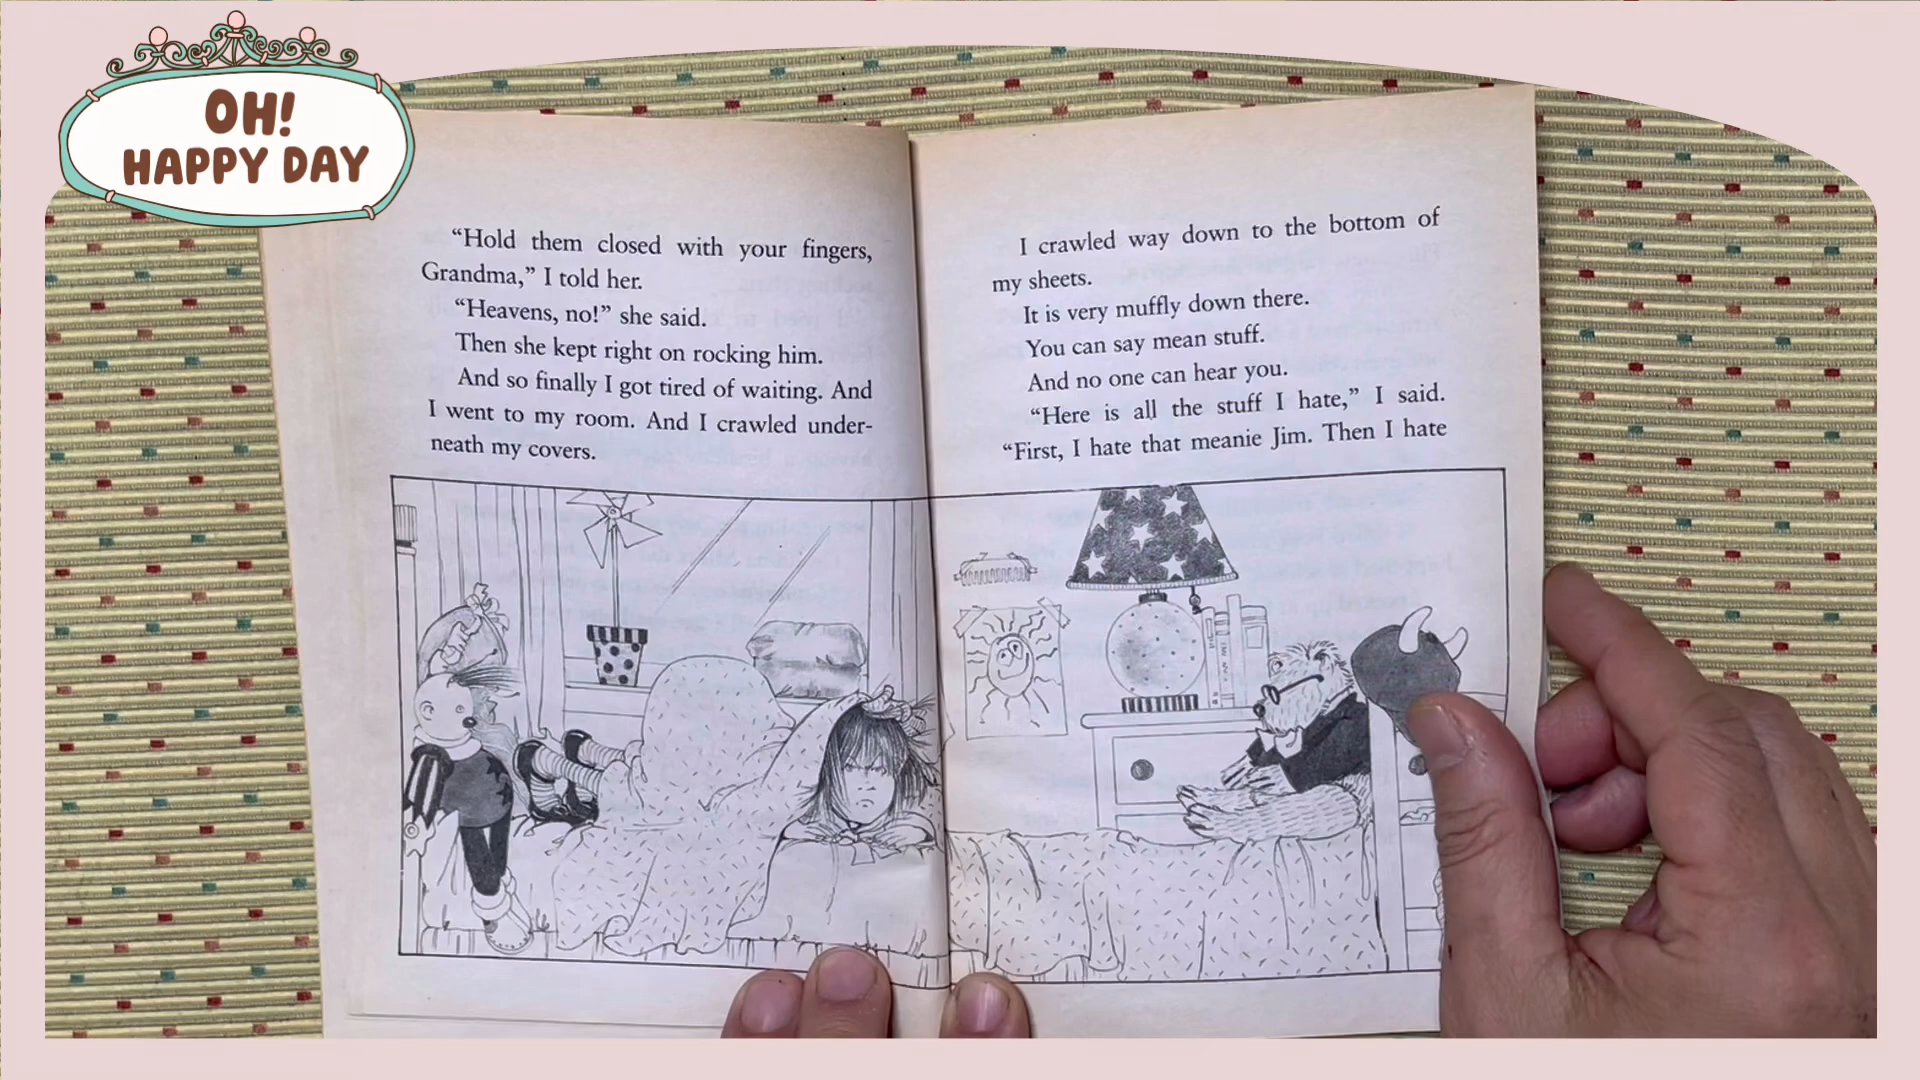 OH!
HAPPY DAY
“Hold them closed with your fingers,
Grandma,” I told her.
“Heavens, no!” she said.
Then she kept right on rocking him.
And so finally I got tired of waiting. And
I went to my room. And I crawled under-
neath my covers.
I crawled way down to the bottom of
my sheets.
It is very muffly down there.
You can say mean stuff.
And no one can hear you.
“Here is all the stuff I hate,” I said.
“First, I hate that meanie Jim. Then I hate